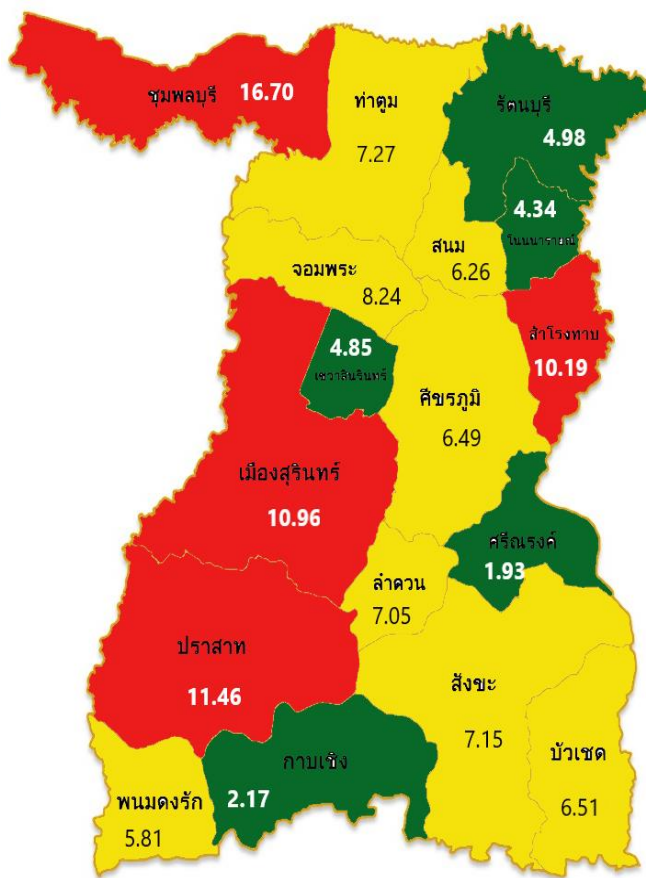 ชุมพลบุรี 16.70
ท่าตูม
7.27
รัตนบุรี
4.98
4.34
โนนนารายณ์
สนม
6.26
จอมพระ
8.24
สำโรงทาบ
10.19
4.85
เขวาสินรินทร์
ศีขรภูมิ
6.49
เมืองสุรินทร์
10.96
ศรีณรงค์
1.93
ลำดวน
7.05
ปราสาท
11.46
สังขะ
7.15
บัวเชด
6.51
กาบเชิง
2.17
พนมดงรัก
5.81